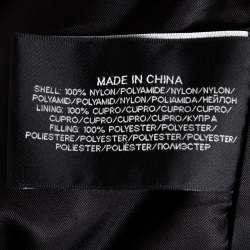 MADE IN CHINA
SHELL: 100% NYLON/POLYAMIDE/NYLON/NYLON/
POLYAMID/POLYAMID/NYLON/POLIAMIDA/НЕЙЛОН
LINING: 100% CUPRO/CUPRO/CUPRO/CUPRO/
CUPRO/CUPRO/CUPRO/CUPRO/КУПРА
FILLING: 100% POLYESTER/POLYESTER/
POLIESTERE/POLIESTER/POLYESTER/POLYESTER/
POLYESTER/POLIESTER/ПОЛИЭСТЕР